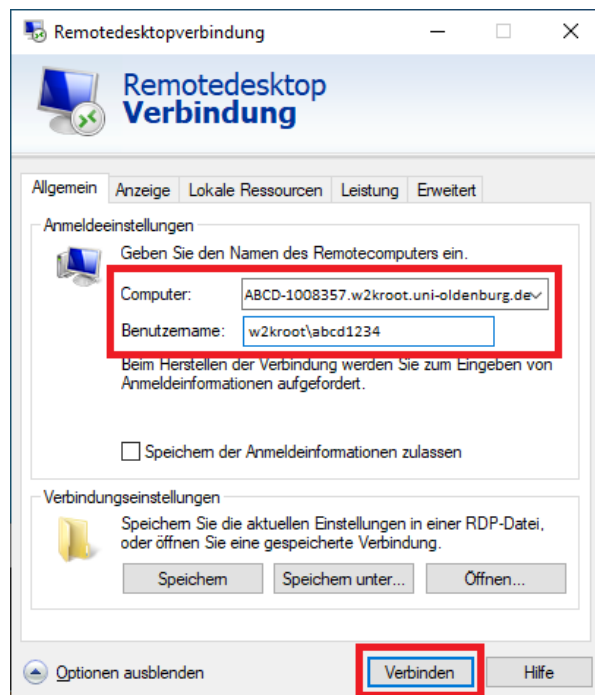 Remotedesktopverbindung
Remotedesktop
Verbindung
Allgemein Anzeige Lokale Ressourcen Leistung Erweitert
Anmeldeeinstellungen
Geben Sie den Namen des Remotecomputers ein.
Computer: ABCD-1008357.w2kroot.uni-oldenburg.de
Benutzername: w2kroot\abcd1234
Beim Herstellen der Verbindung werden Sie zum Eingeben von
Anmeldeinformationen aufgefordert.
Speichern der Anmeldeinformationen zulassen
Verbindungseinstellungen
Speichern Sie die aktuellen Einstellungen in einer RDP-Datei,
oder öffnen Sie eine gespeicherte Verbindung.
Speichern Speichern unter... Öffnen...
Optionen ausblenden Verbinden Hilfe